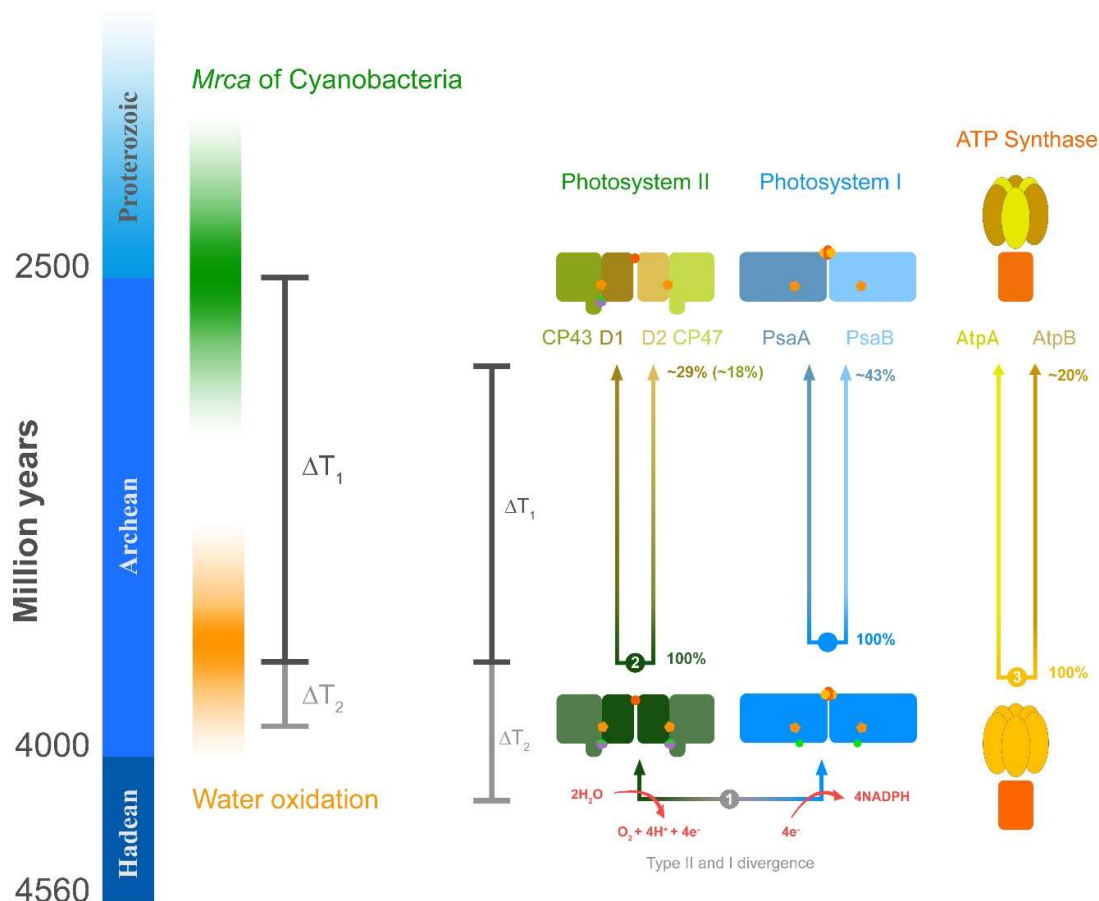 Mrca of Cyanobacteria
ATP Synthase
Photosystem II
Photosystem I
Proterozoic
2500
CP43 D1
D2 CP47
PsaA
PsaB
AtpA
AtpB
~29% (~18%)
~43%
~20%
Million years
Archean
ΔT₁
ΔT₁
2
100%
100%
3
100%
ΔT₂
ΔT₂
4000
Water oxidation
2H₂O
O₂ + 4H⁺ + 4e⁻
1
4e⁻
4NADPH
Type II and I divergence
Hadean
4560